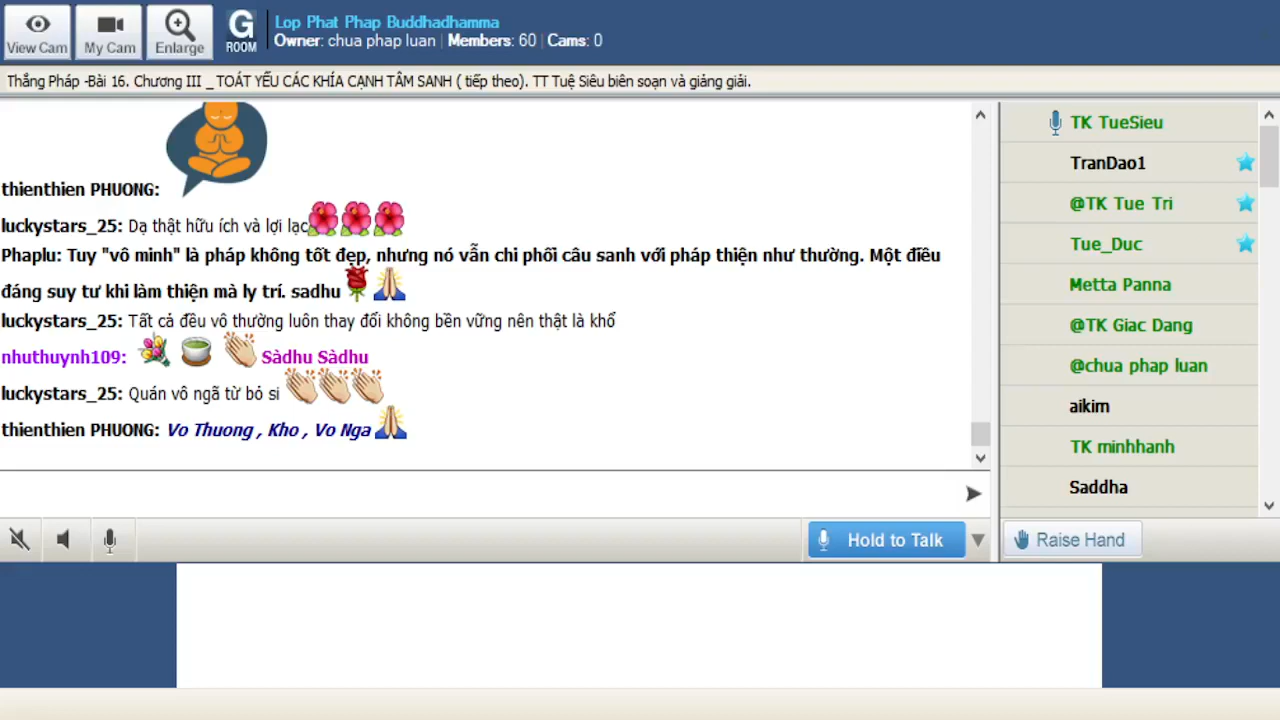 View Cam
My Cam
Enlarge
G
ROOM
Lop Phat Phap Buddhadhamma
Owner: chua phap luan | Members: 60 | Cams: 0
Thắng Pháp -Bài 16. Chương III _ TOÁT YẾU CÁC KHÍA CẠNH TÂM SANH ( tiếp theo). TT Tuệ Siêu biên soạn và giảng giải.
thienthien PHUONG:
luckystars_25: Dạ thật hữu ích và lợi lạc
Phaplu: Tuy "vô minh" là pháp không tốt đẹp, nhưng nó vẫn chi phối câu sanh với pháp thiện như thường. Một điều
đáng suy tư khi làm thiện mà ly trí. sadhu
luckystars_25: Tất cả đều vô thường luôn thay đổi không bền vững nên thật là khổ
nhuthuynh109: Sàdhu Sàdhu
luckystars_25: Quán vô ngã từ bỏ si
thienthien PHUONG: Vo Thuong , Kho , Vo Nga
TK TueSieu
TranDao1
@TK Tue Tri
Tue_Duc
Metta Panna
@TK Giac Dang
@chua phap luan
aikim
TK minhhanh
Saddha
Hold to Talk
Raise Hand